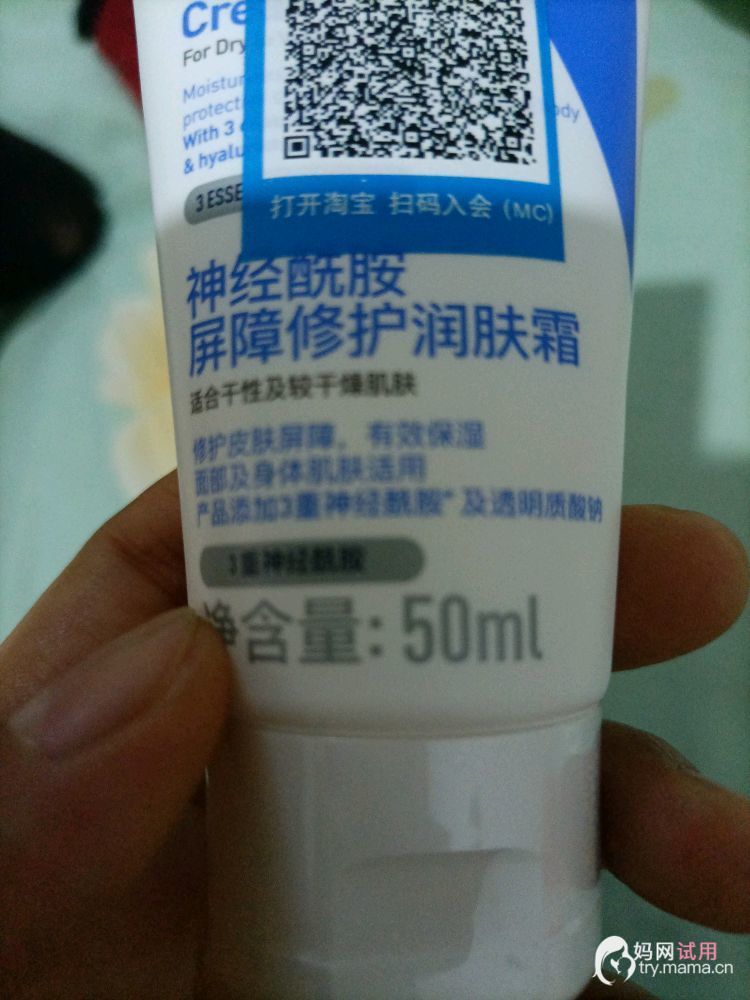 Cre
For Dry
Moistur
protecti
ody
With 3
& hyalu
3 ESSE
打开淘宝 扫码入会 (MC)
神经酰胺
屏障修护润肤霜
适合干性及较干燥肌肤
修护皮肤屏障，有效保湿
面部及身体肌肤适用
产品添加3重神经酰胺* 及透明质酸钠
3重神经酰胺
净含量: 50ml
妈网试用
try.mama.cn